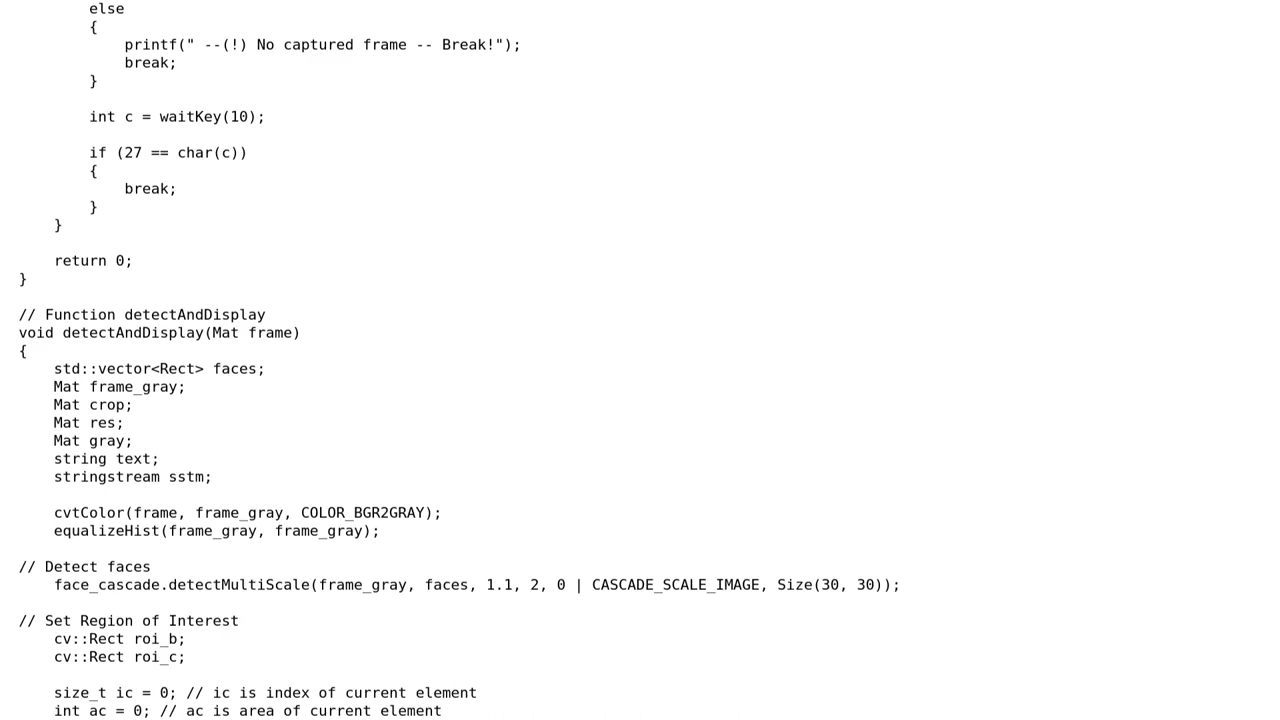 else
        {
            printf(" --(!) No captured frame -- Break!");
            break;
        }

        int c = waitKey(10);

        if (27 == char(c))
        {
            break;
        }
    }

    return 0;
}

// Function detectAndDisplay
void detectAndDisplay(Mat frame)
{
    std::vector<Rect> faces;
    Mat frame_gray;
    Mat crop;
    Mat res;
    Mat gray;
    string text;
    stringstream sstm;

    cvtColor(frame, frame_gray, COLOR_BGR2GRAY);
    equalizeHist(frame_gray, frame_gray);

// Detect faces
    face_cascade.detectMultiScale(frame_gray, faces, 1.1, 2, 0 | CASCADE_SCALE_IMAGE, Size(30, 30));

// Set Region of Interest
    cv::Rect roi_b;
    cv::Rect roi_c;

    size_t ic = 0; // ic is index of current element
    int ac = 0; // ac is area of current element